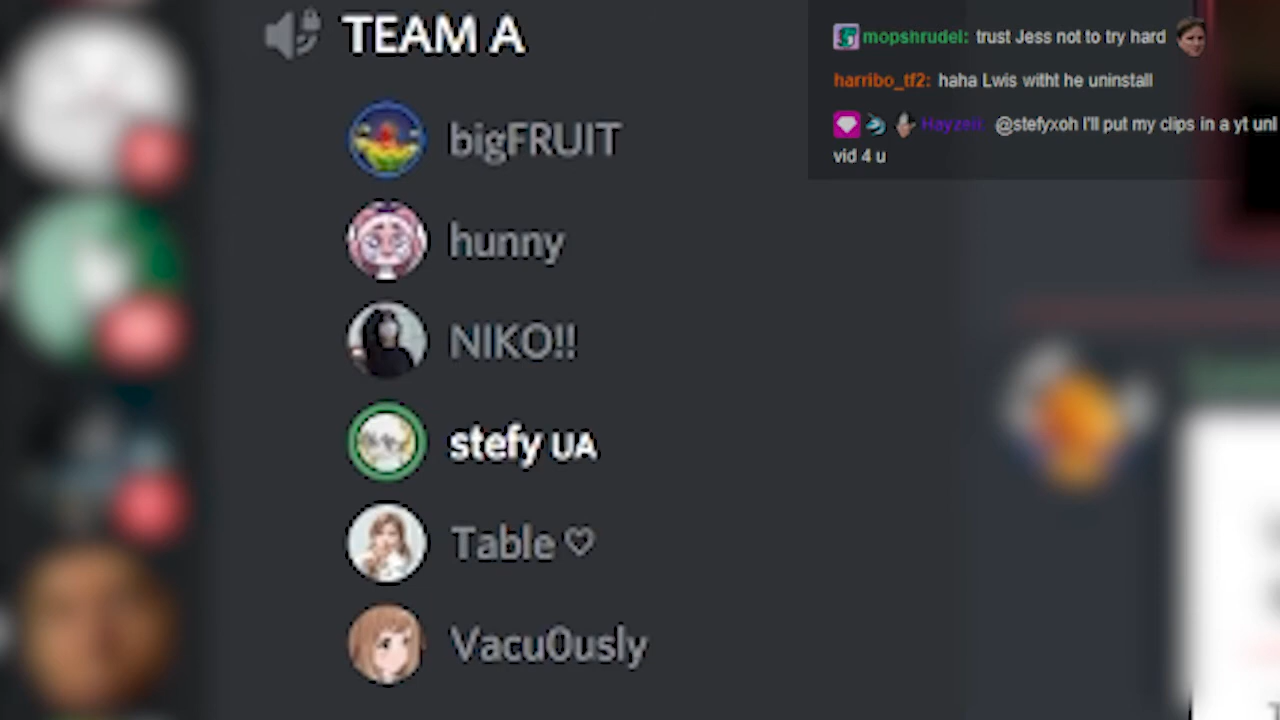 TEAM A
bigFRUIT
hunny
NIKO!!
stefy UA
Table ♡
Vacu0usly
mopshrudel: trust Jess not to try hard
harribo_tf2: haha Lwis witht he uninstall
@stefyxoh I'll put my clips in a yt unl
vid 4 u